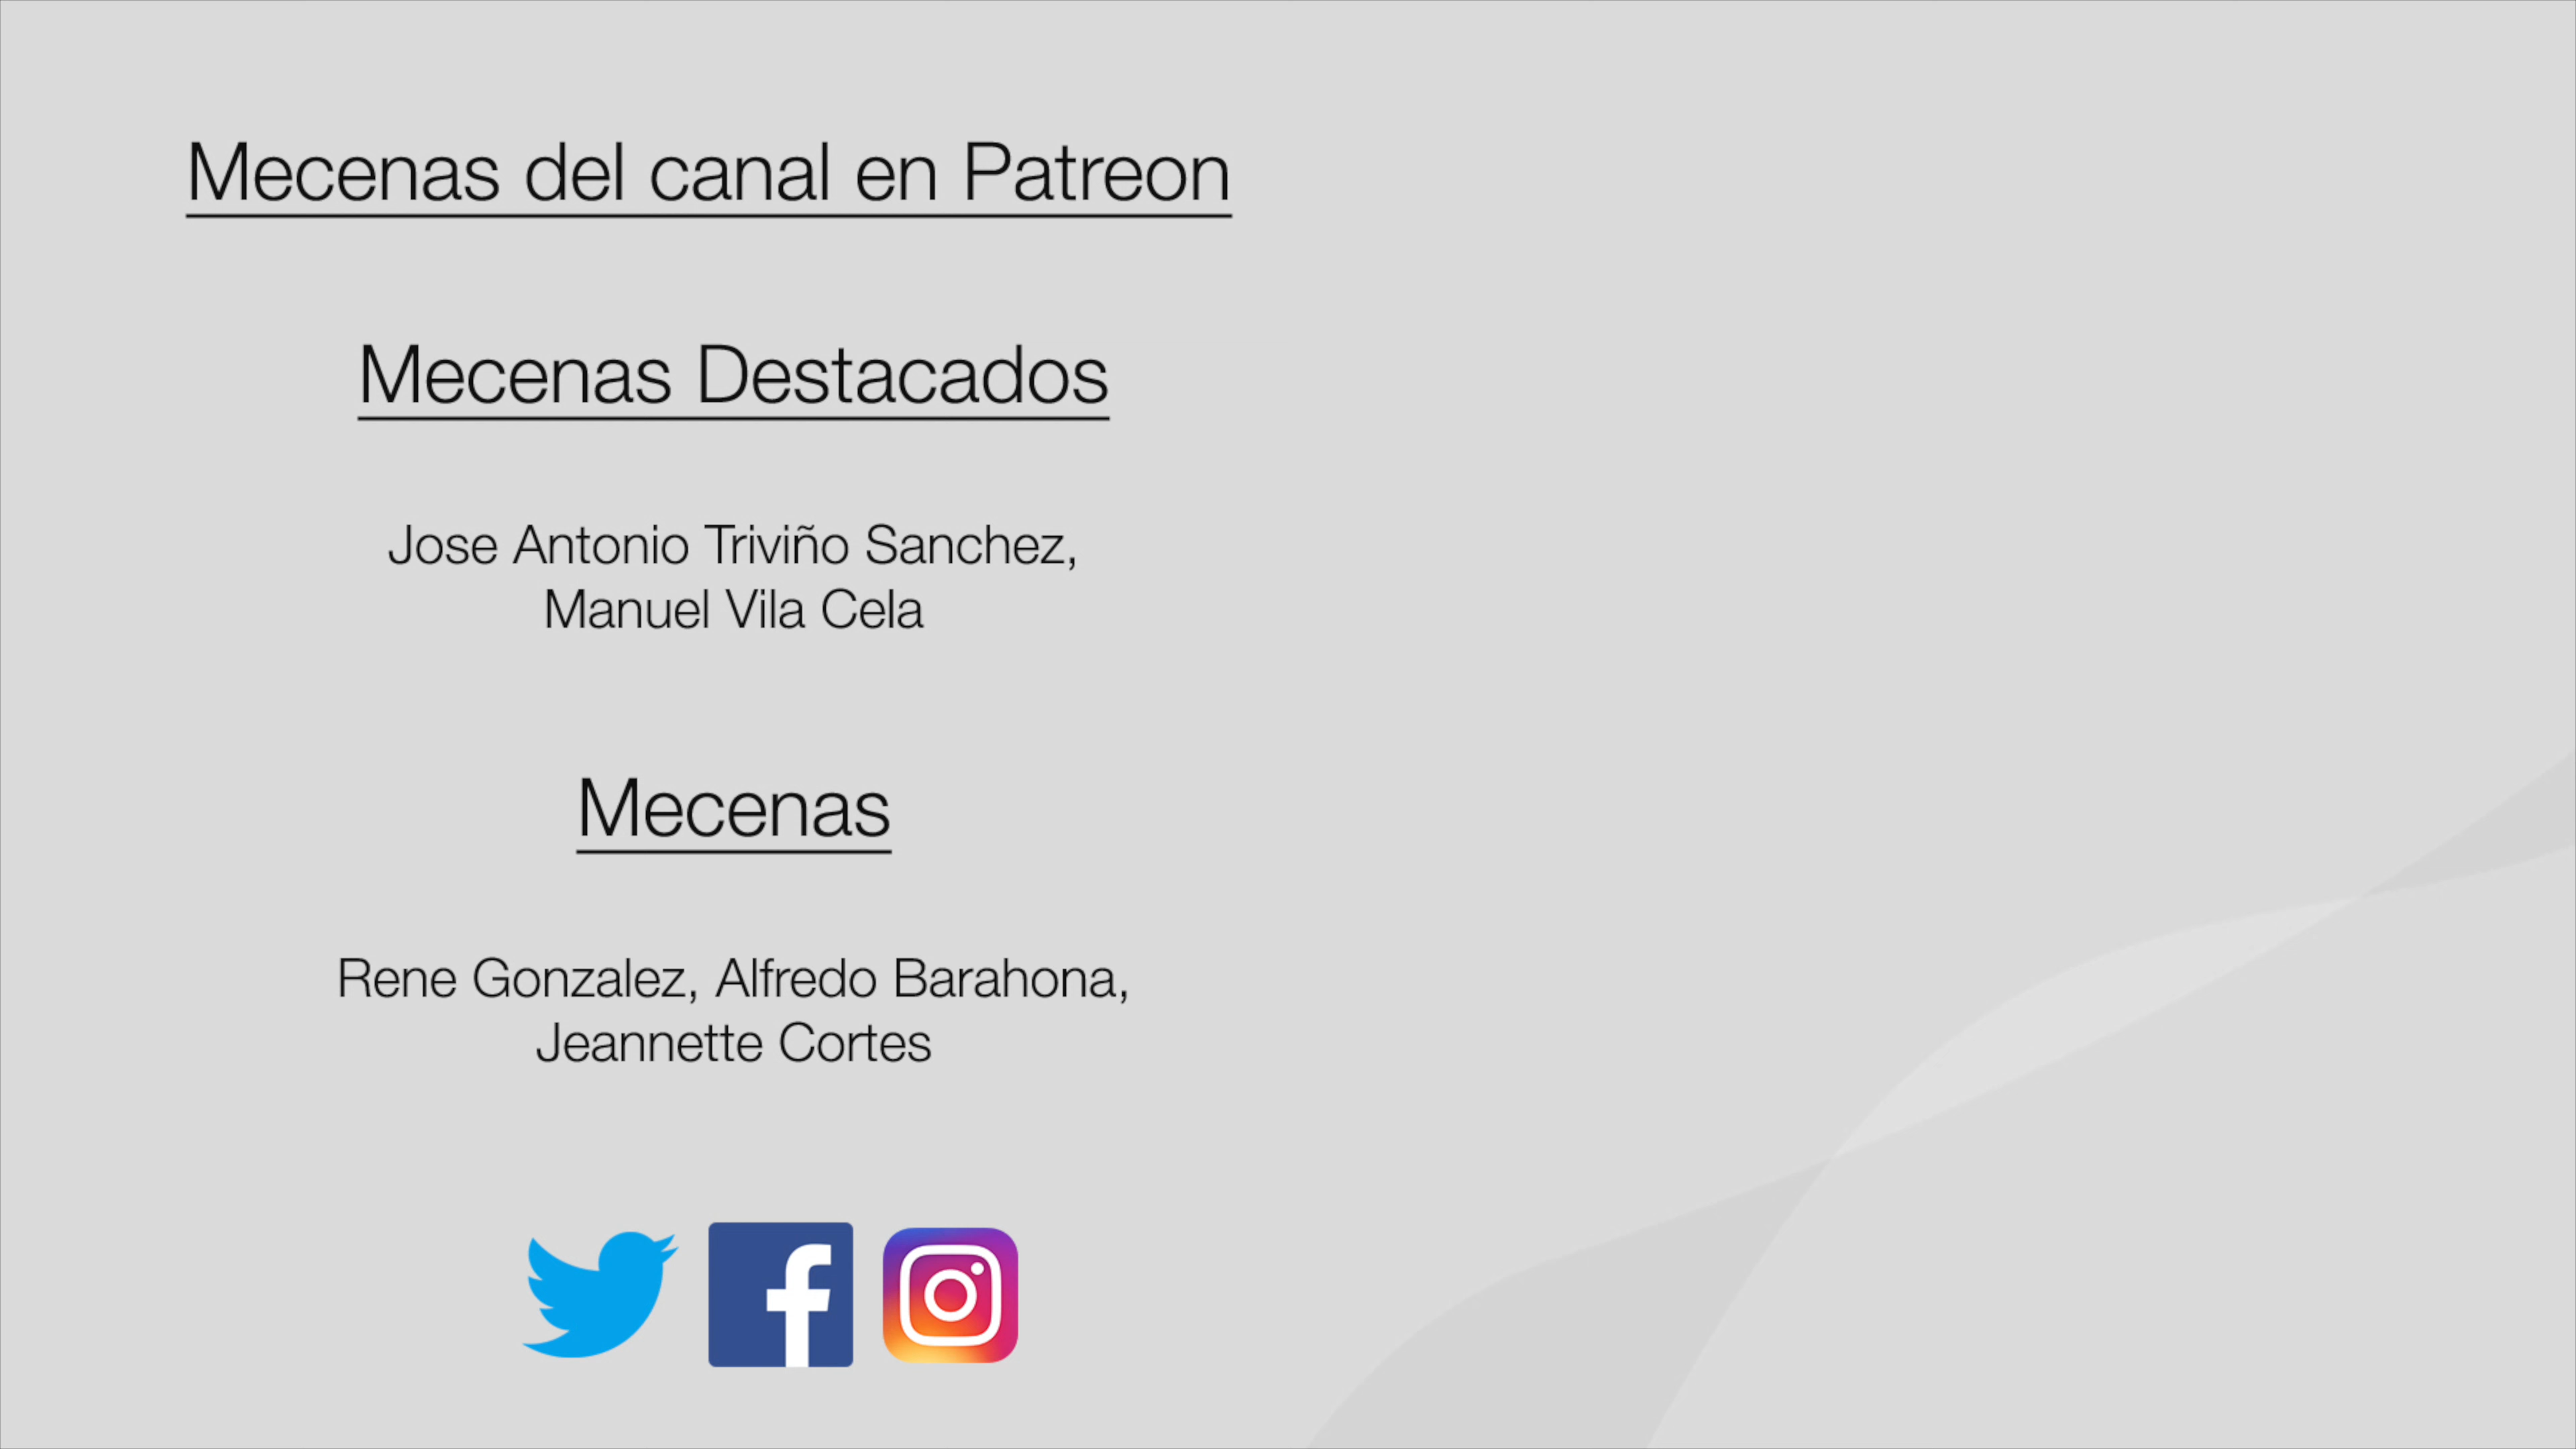 Mecenas del canal en Patreon
Mecenas Destacados
Jose Antonio Triviño Sanchez,
Manuel Vila Cela
Mecenas
Rene Gonzalez, Alfredo Barahona,
Jeannette Cortes